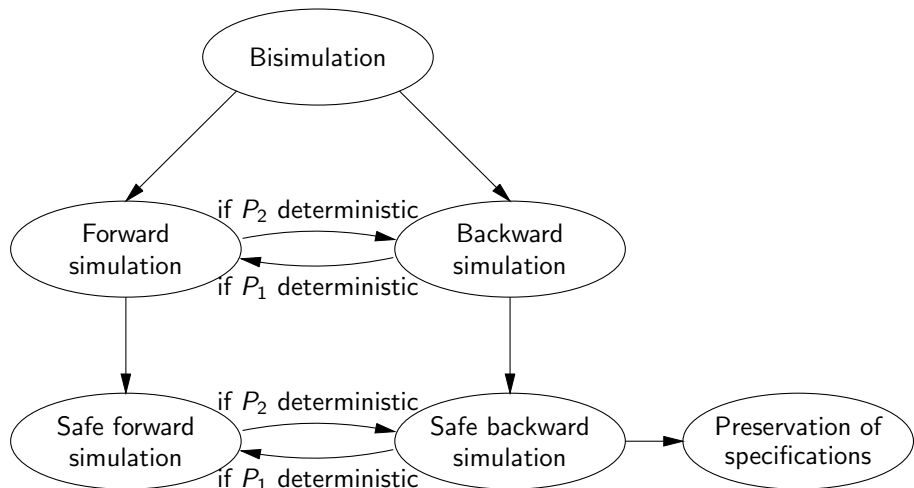 Bisimulation
if P₂ deterministic
Forward
simulation
Backward
simulation
if P₁ deterministic
if P₂ deterministic
Safe forward
simulation
Safe backward
simulation
Preservation of
specifications
if P₁ deterministic